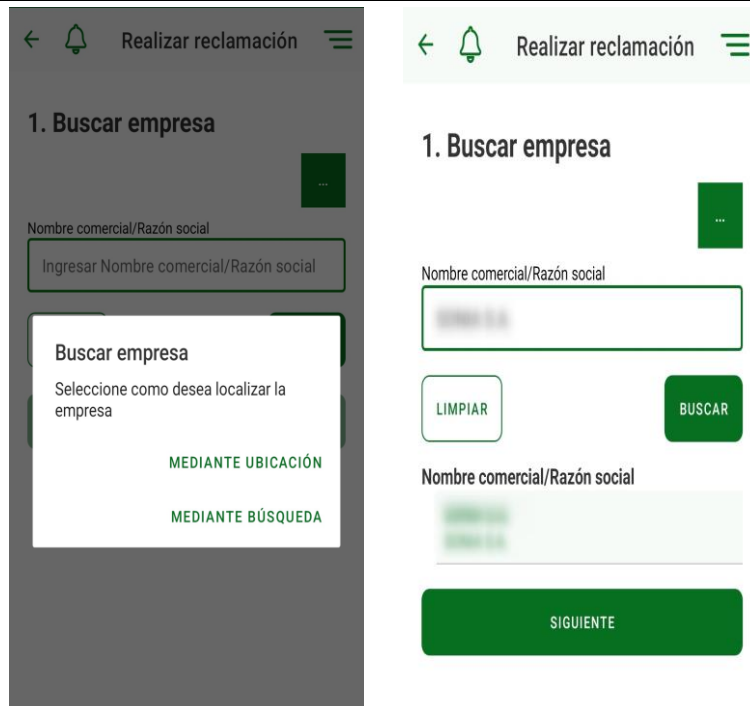 Realizar reclamación
1. Buscar empresa
...
Nombre comercial/Razón social
Ingresar Nombre comercial/Razón social
Buscar empresa
Seleccione como desea localizar la
empresa
MEDIANTE UBICACIÓN
MEDIANTE BÚSQUEDA
Realizar reclamación
1. Buscar empresa
...
Nombre comercial/Razón social
LIMPIAR
BUSCAR
Nombre comercial/Razón social
SIGUIENTE